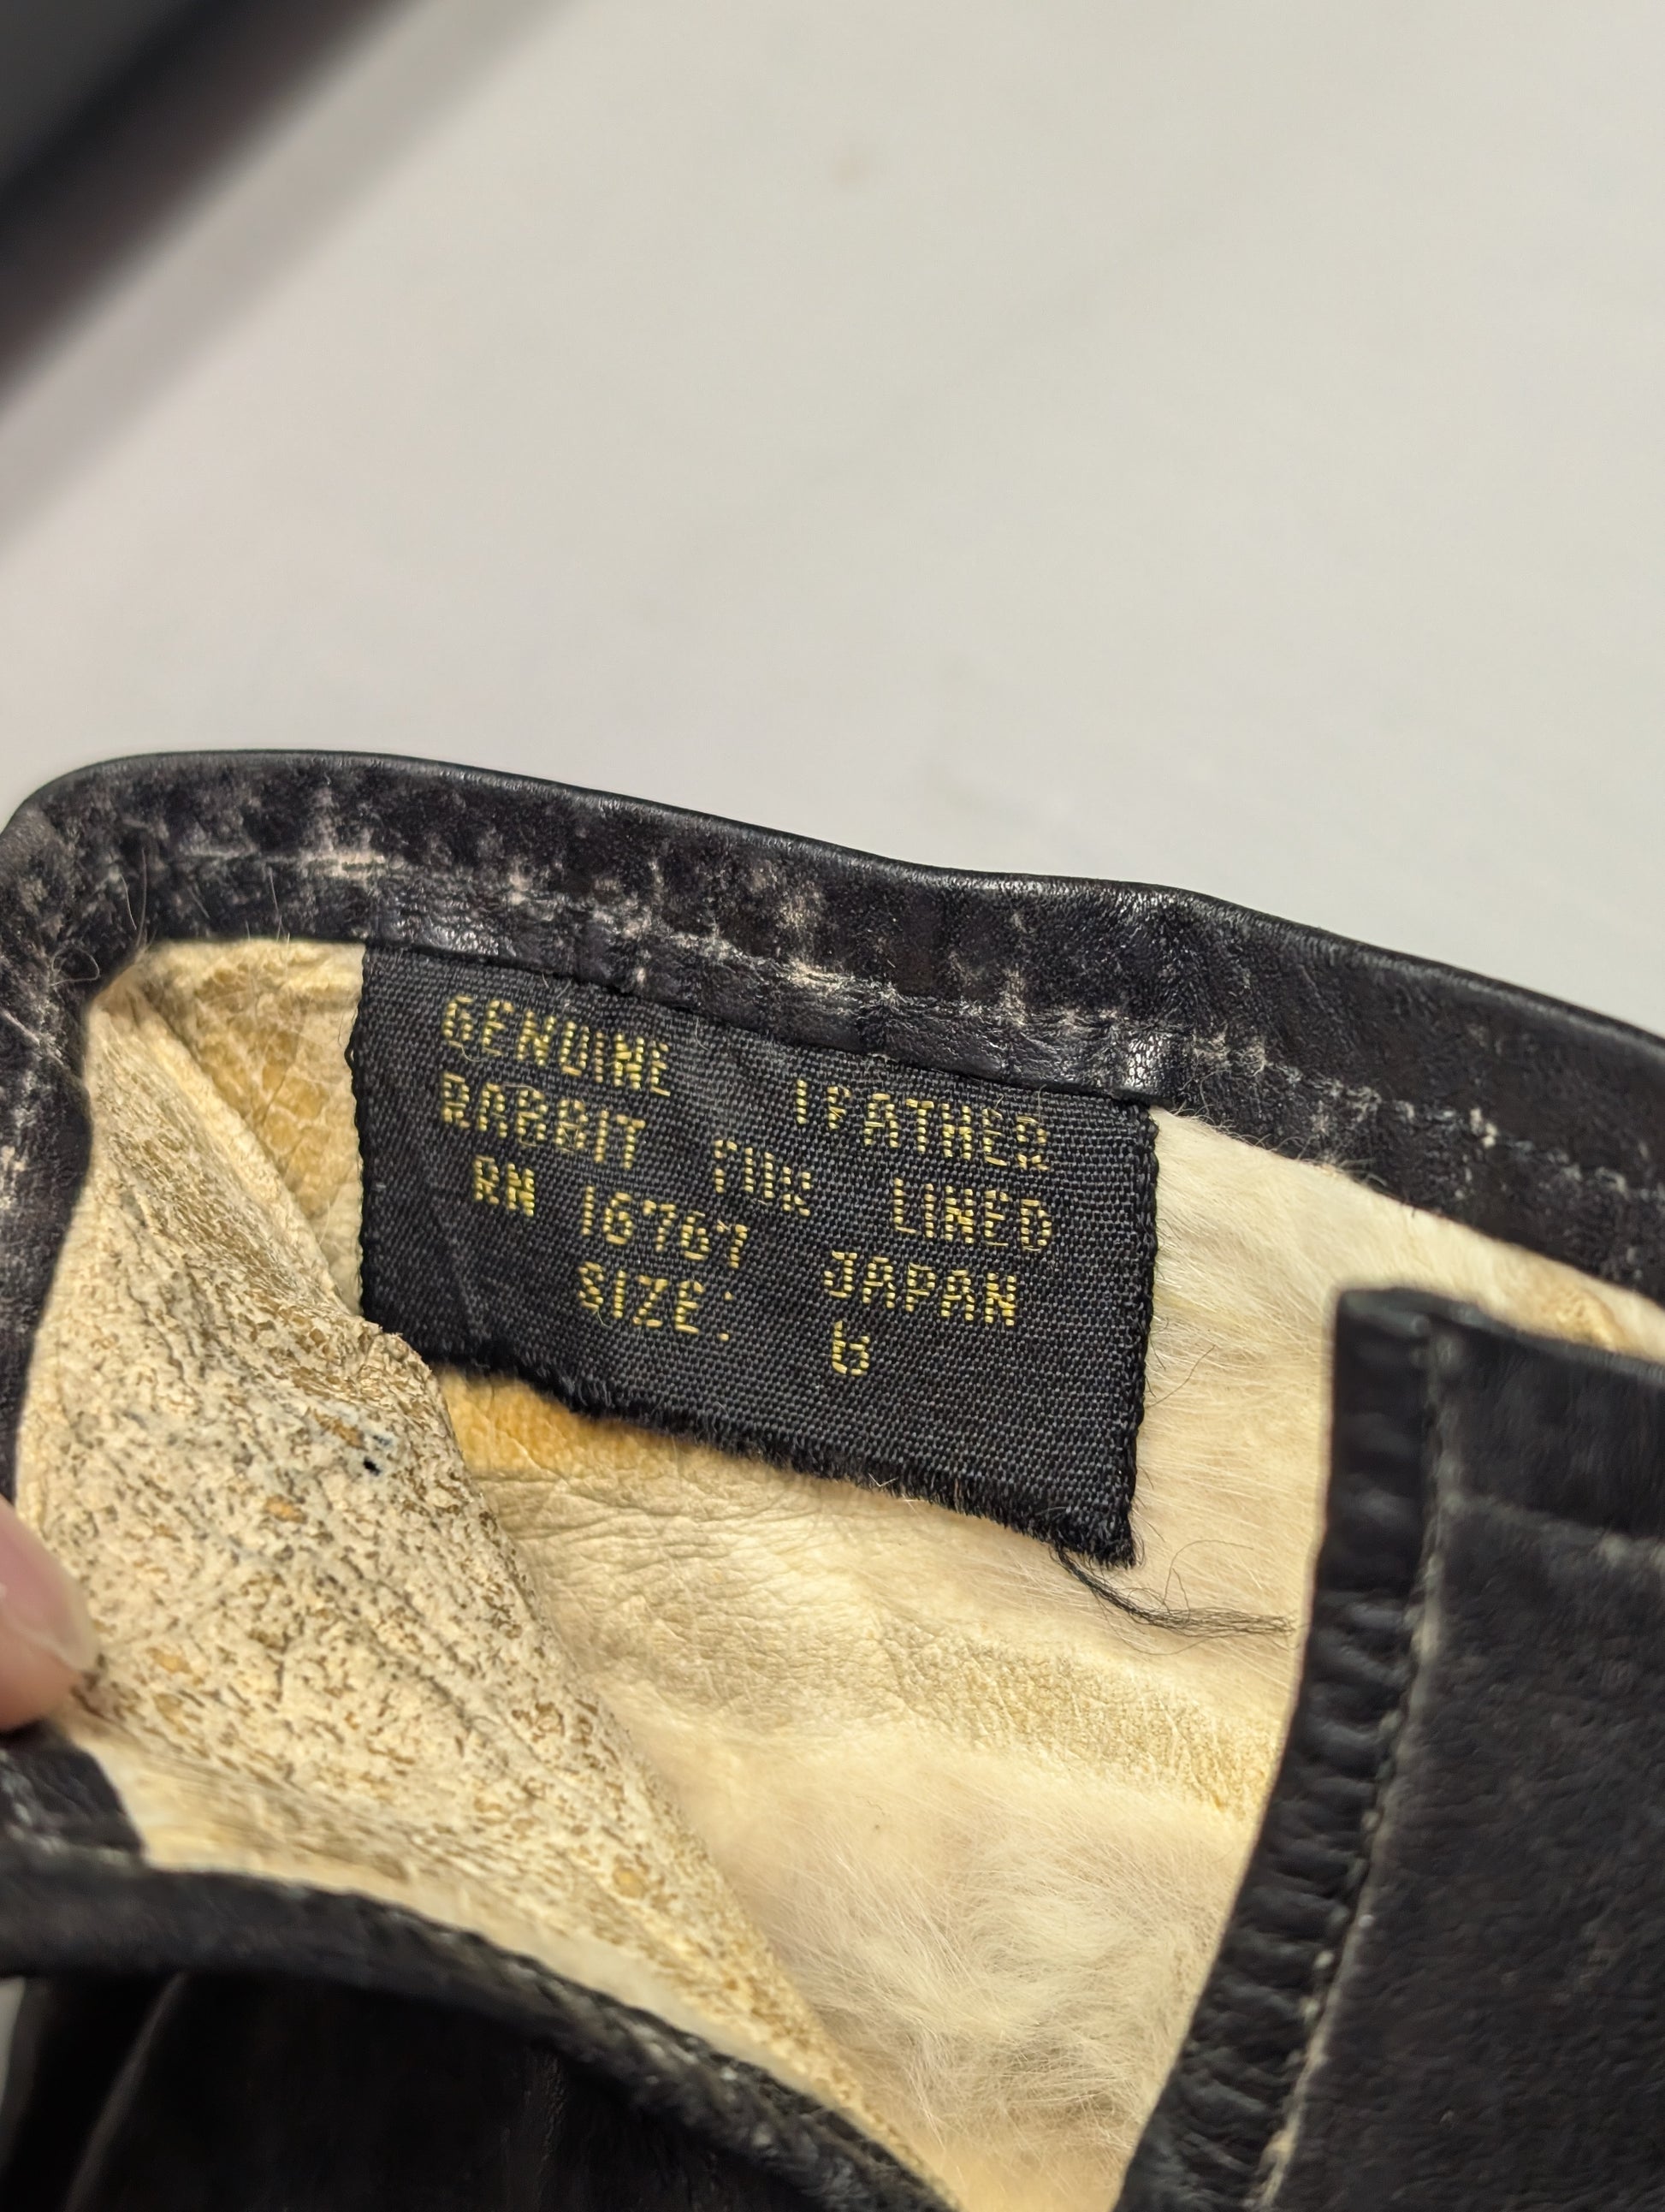 GENUINE LEATHER
RABBIT FUR LINED
RN 16767 JAPAN
SIZE: 6